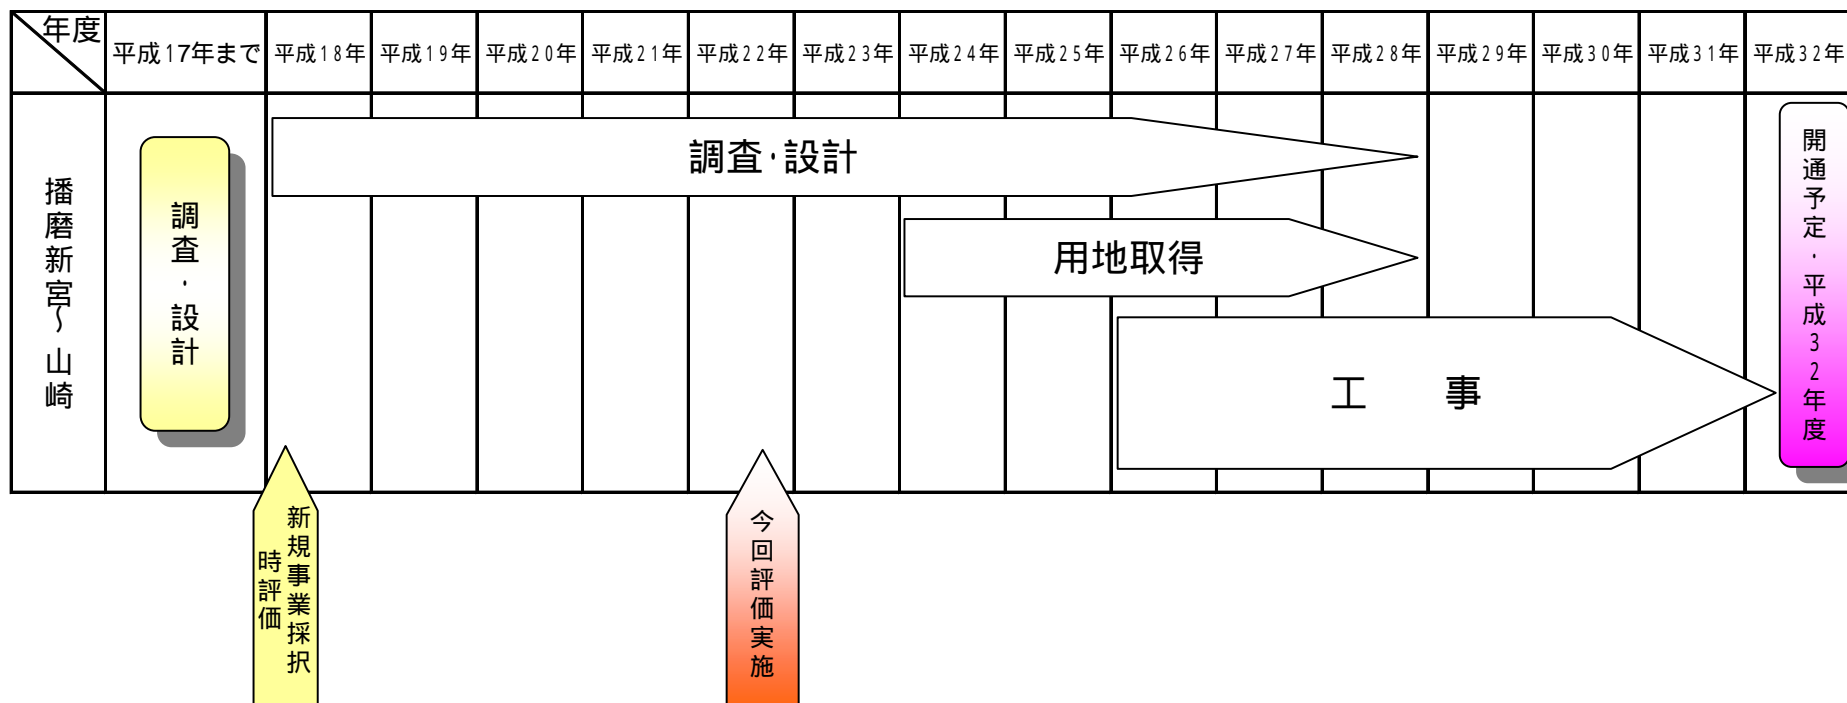 年度
平成17年まで
平成18年
平成19年
平成20年
平成21年
平成22年
平成23年
平成24年
平成25年
平成26年
平成27年
平成28年
平成29年
平成30年
平成31年
平成32年
播磨新宮～山崎
調査・設計
調査・設計
用地取得
工　事
開通予定・平成32年度
新規事業採択
時評価
今回評価実施